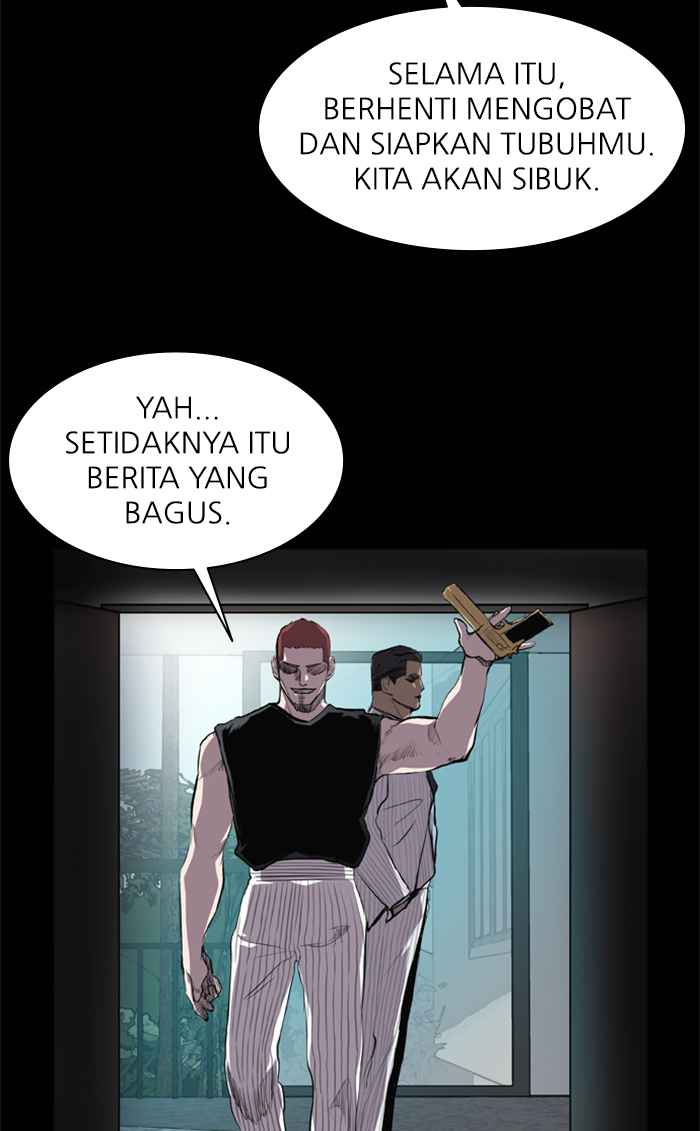 SELAMA ITU,
BERHENTI MENGOBAT
DAN SIAPKAN TUBUHMU.
KITA AKAN SIBUK.
YAH...
SETIDAKNYA ITU
BERITA YANG
BAGUS.